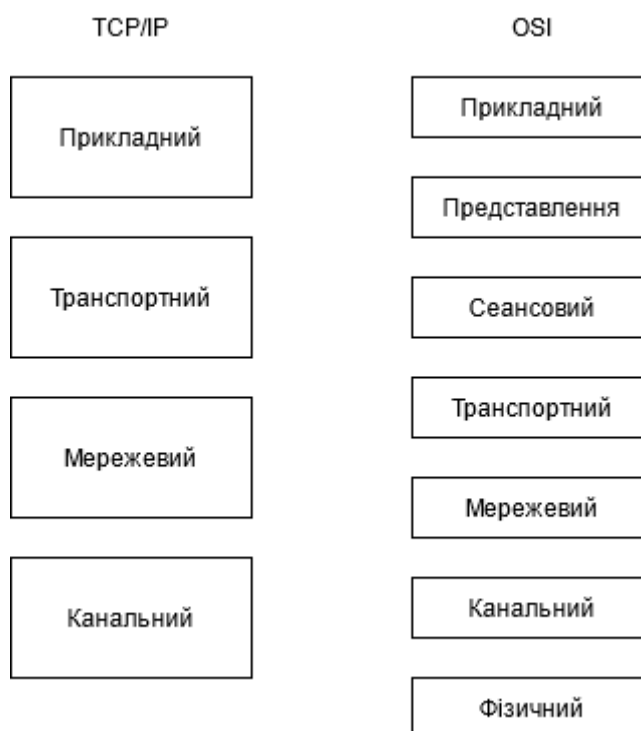 TCP/IP
OSI
Прикладний
Транспортний
Мережевий
Канальний
Прикладний
Представлення
Сеансовий
Транспортний
Мережевий
Канальний
Фізичний